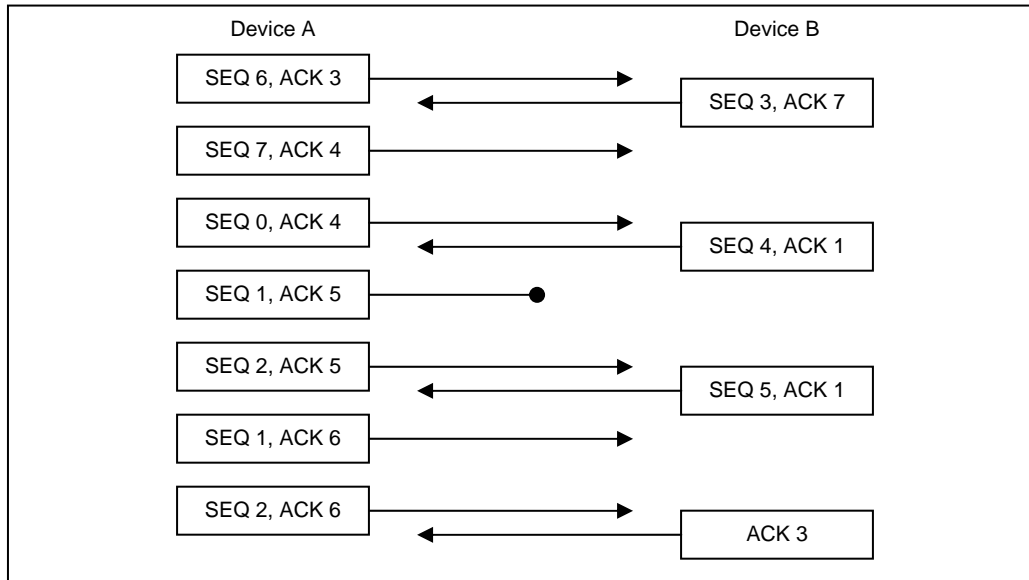 Device A
Device B
SEQ 6, ACK 3
SEQ 3, ACK 7
SEQ 7, ACK 4
SEQ 0, ACK 4
SEQ 4, ACK 1
SEQ 1, ACK 5
SEQ 2, ACK 5
SEQ 5, ACK 1
SEQ 1, ACK 6
SEQ 2, ACK 6
ACK 3